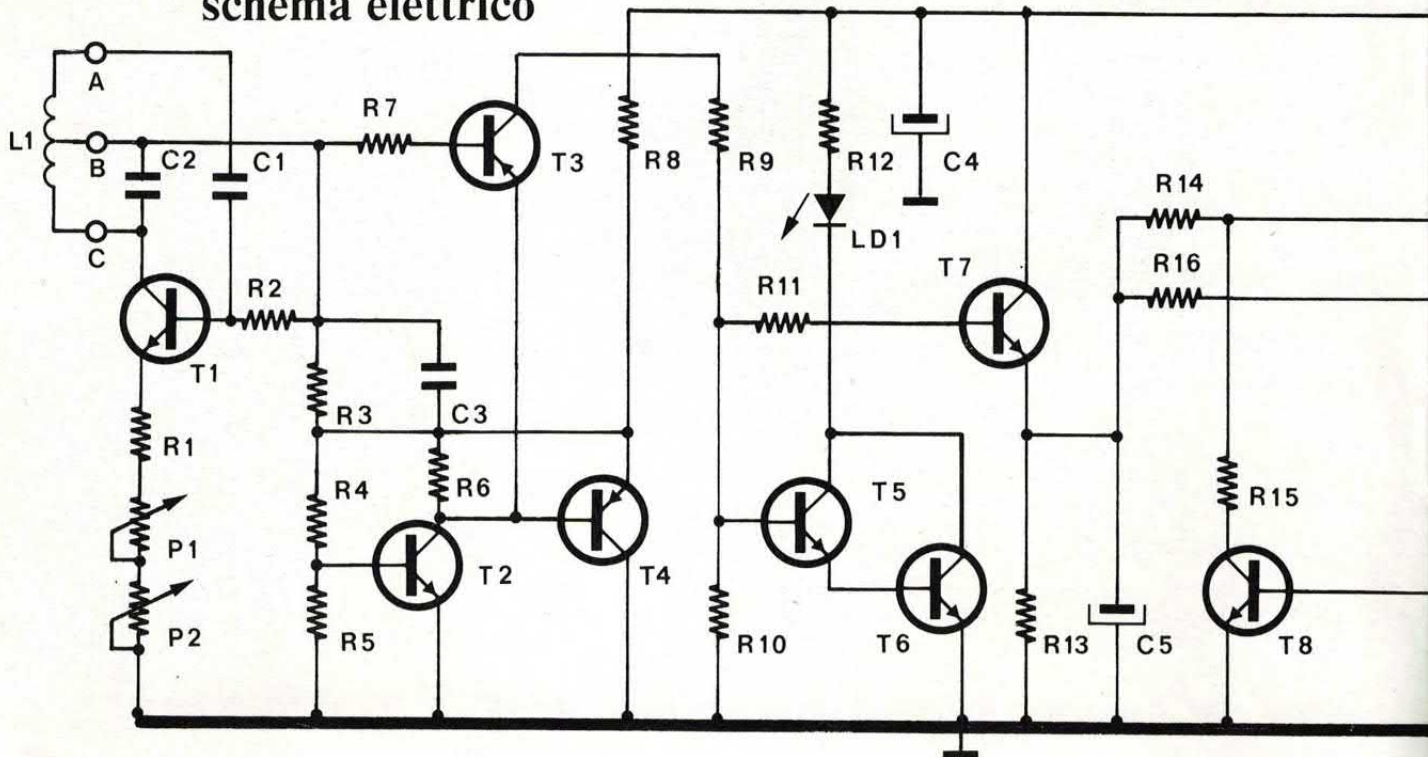 schema elettrico
A
R7
L1
B
C2
C1
T3
R8
R9
R12
C4
R14
C
LD1
R16
T7
R2
R11
T1
R3
C3
R1
R4
R6
T5
R15
P1
T2
T4
P2
R5
R10
T6
R13
C5
T8